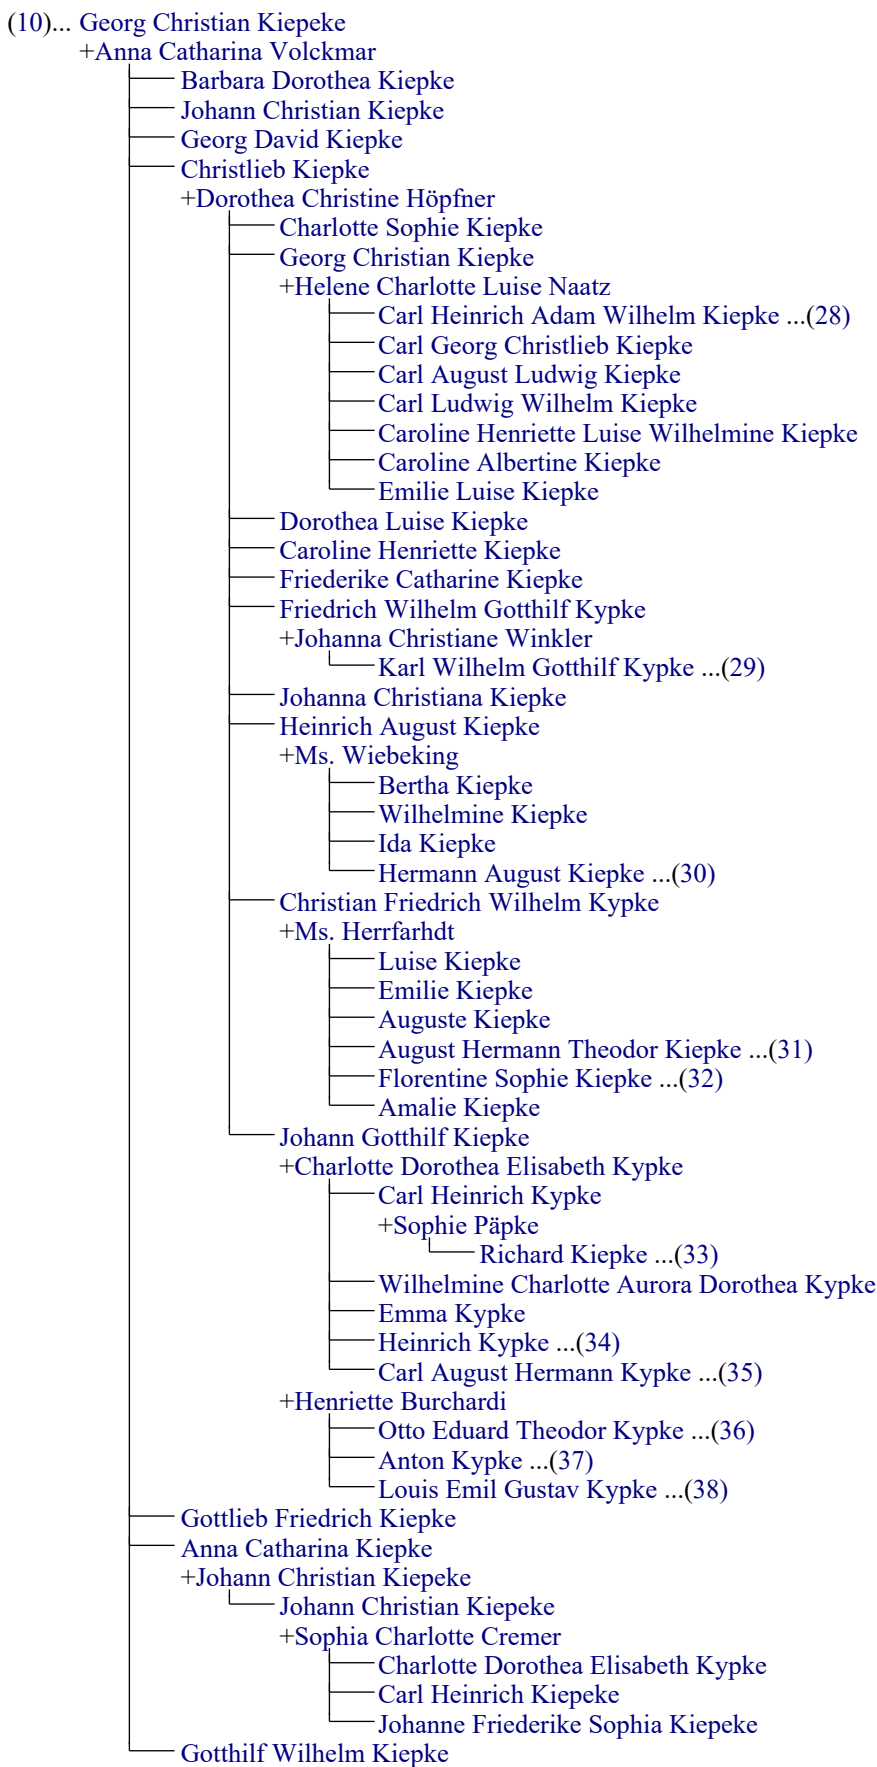 (10)... Georg Christian Kiepeke
+Anna Catharina Volckmar
Barbara Dorothea Kiepke
Johann Christian Kiepke
Georg David Kiepke
Christlieb Kiepke
+Dorothea Christine Höpfner
Charlotte Sophie Kiepke
Georg Christian Kiepke
+Helene Charlotte Luise Naatz
Carl Heinrich Adam Wilhelm Kiepke ...(28)
Carl Georg Christlieb Kiepke
Carl August Ludwig Kiepke
Carl Ludwig Wilhelm Kiepke
Caroline Henriette Luise Wilhelmine Kiepke
Caroline Albertine Kiepke
Emilie Luise Kiepke
Dorothea Luise Kiepke
Caroline Henriette Kiepke
Friederike Catharine Kiepke
Friedrich Wilhelm Gotthilf Kypke
+Johanna Christiane Winkler
Karl Wilhelm Gotthilf Kypke ...(29)
Johanna Christiana Kiepke
Heinrich August Kiepke
+Ms. Wiebeking
Bertha Kiepke
Wilhelmine Kiepke
Ida Kiepke
Hermann August Kiepke ...(30)
Christian Friedrich Wilhelm Kypke
+Ms. Herrfarhdt
Luise Kiepke
Emilie Kiepke
Auguste Kiepke
August Hermann Theodor Kiepke ...(31)
Florentine Sophie Kiepke ...(32)
Amalie Kiepke
Johann Gotthilf Kiepke
+Charlotte Dorothea Elisabeth Kypke
Carl Heinrich Kypke
+Sophie Päpke
Richard Kiepke ...(33)
Wilhelmine Charlotte Aurora Dorothea Kypke
Emma Kypke
Heinrich Kypke ...(34)
Carl August Hermann Kypke ...(35)
+Henriette Burchardi
Otto Eduard Theodor Kypke ...(36)
Anton Kypke ...(37)
Louis Emil Gustav Kypke ...(38)
Gottlieb Friedrich Kiepke
Anna Catharina Kiepke
+Johann Christian Kiepeke
Johann Christian Kiepeke
+Sophia Charlotte Cremer
Charlotte Dorothea Elisabeth Kypke
Carl Heinrich Kiepeke
Johanne Friederike Sophia Kiepeke
Gotthilf Wilhelm Kiepke